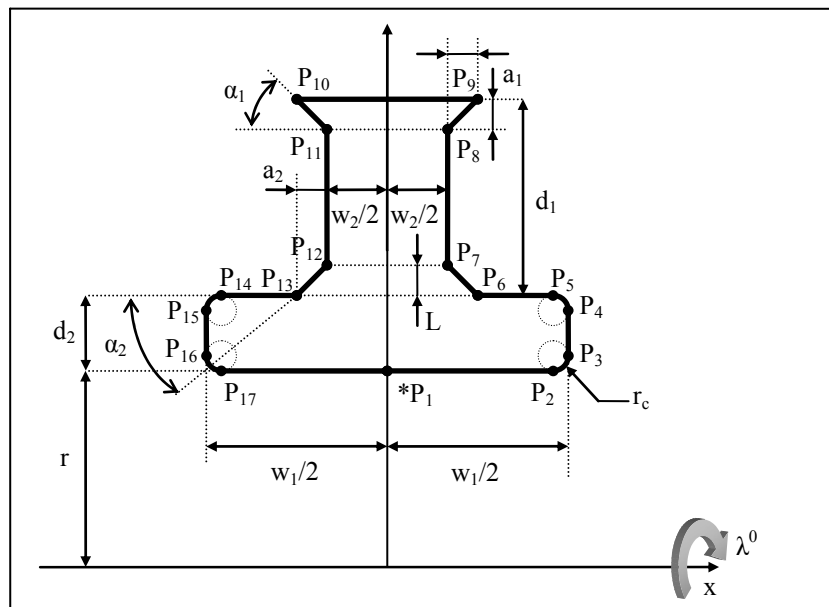 P₁₀
P₉
a₁
α₁
P₁₁
P₈
a₂
w₂/2
w₂/2
d₁
P₁₂
P₇
P₁₄
P₁₃
P₆
P₅
P₁₅
P₄
d₂
L
α₂
P₁₆
P₃
P₁₇
*P₁
P₂
r_c
r
w₁/2
w₁/2
λ⁰
x